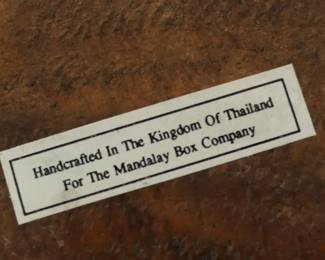 Handcrafted In The Kingdom Of Thailand
For The Mandalay Box Company